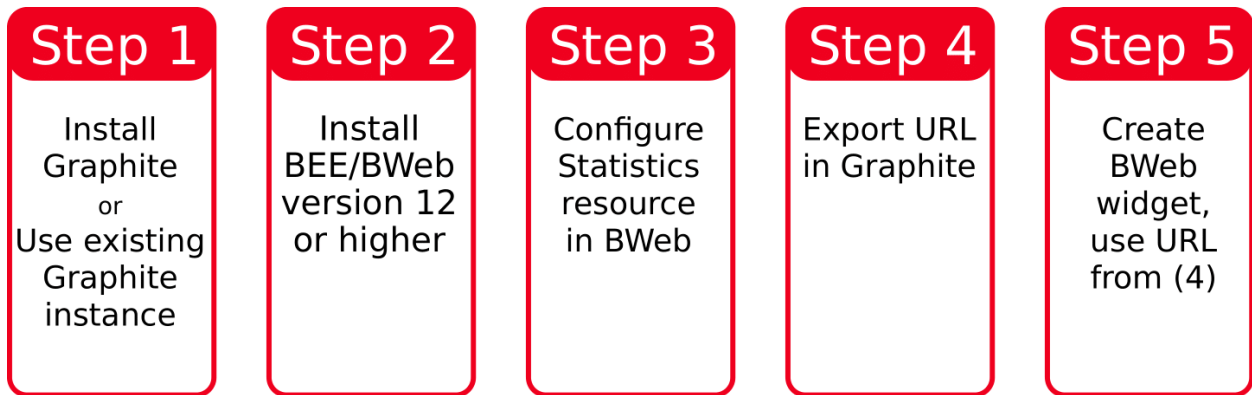 Step 1
Install
Graphite
or
Use existing
Graphite
instance
Step 2
Install
BEE/BWeb
version 12
or higher
Step 3
Configure
Statistics
resource
in BWeb
Step 4
Export URL
in Graphite
Step 5
Create
BWeb
widget,
use URL
from (4)